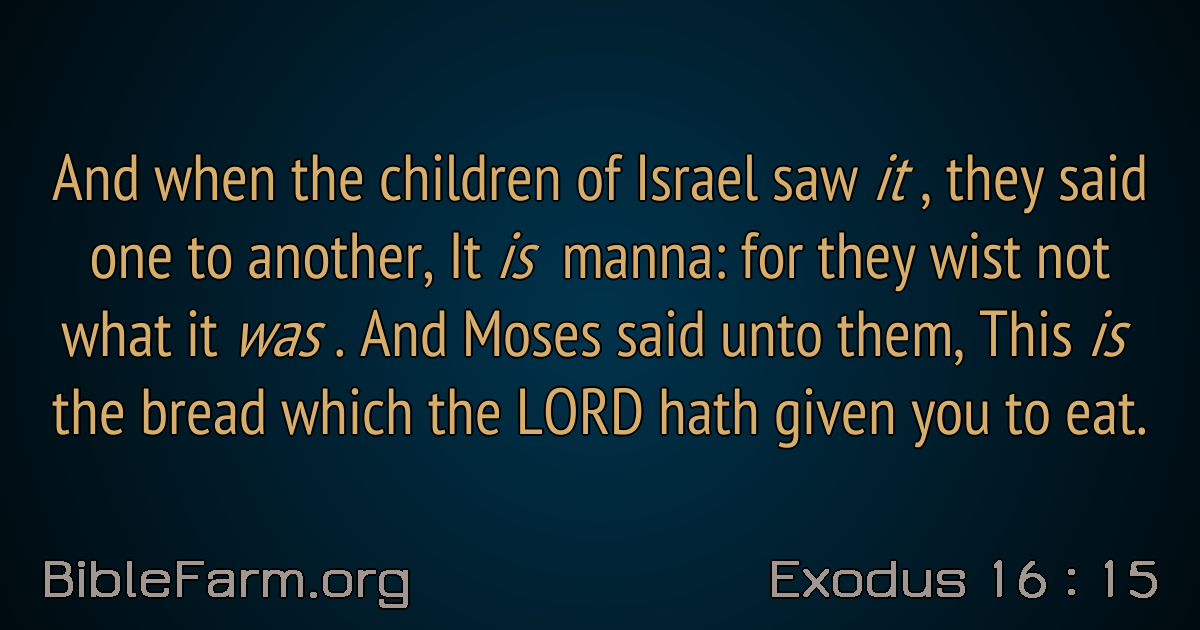 And when the children of Israel saw it , they said
one to another, It is manna: for they wist not
what it was . And Moses said unto them, This is
the bread which the LORD hath given you to eat.
BibleFarm.org
Exodus 16 : 15